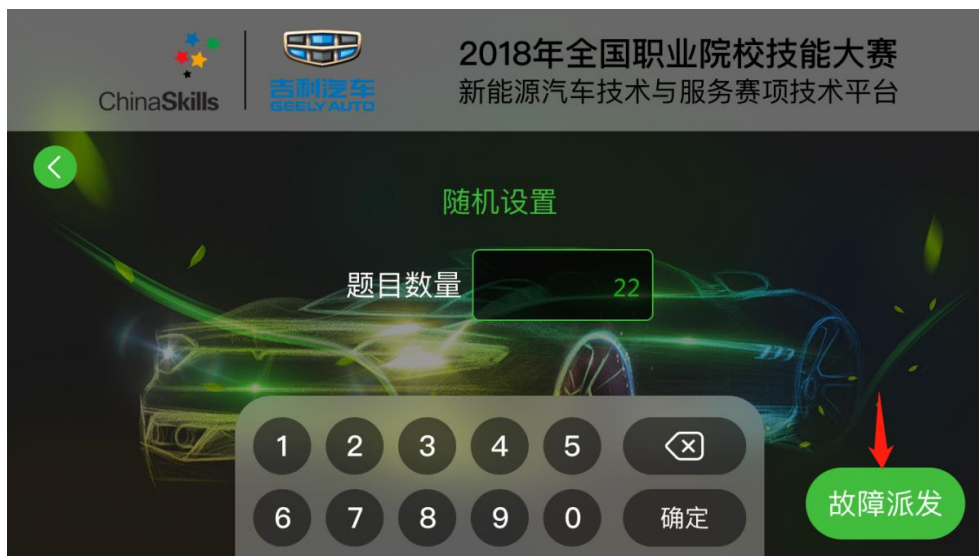 ChinaSkills
吉利汽车
GEELY AUTO
2018年全国职业院校技能大赛
新能源汽车技术与服务赛项技术平台
随机设置
题目数量 22
1 2 3 4 5
6 7 8 9 0 确定
故障派发